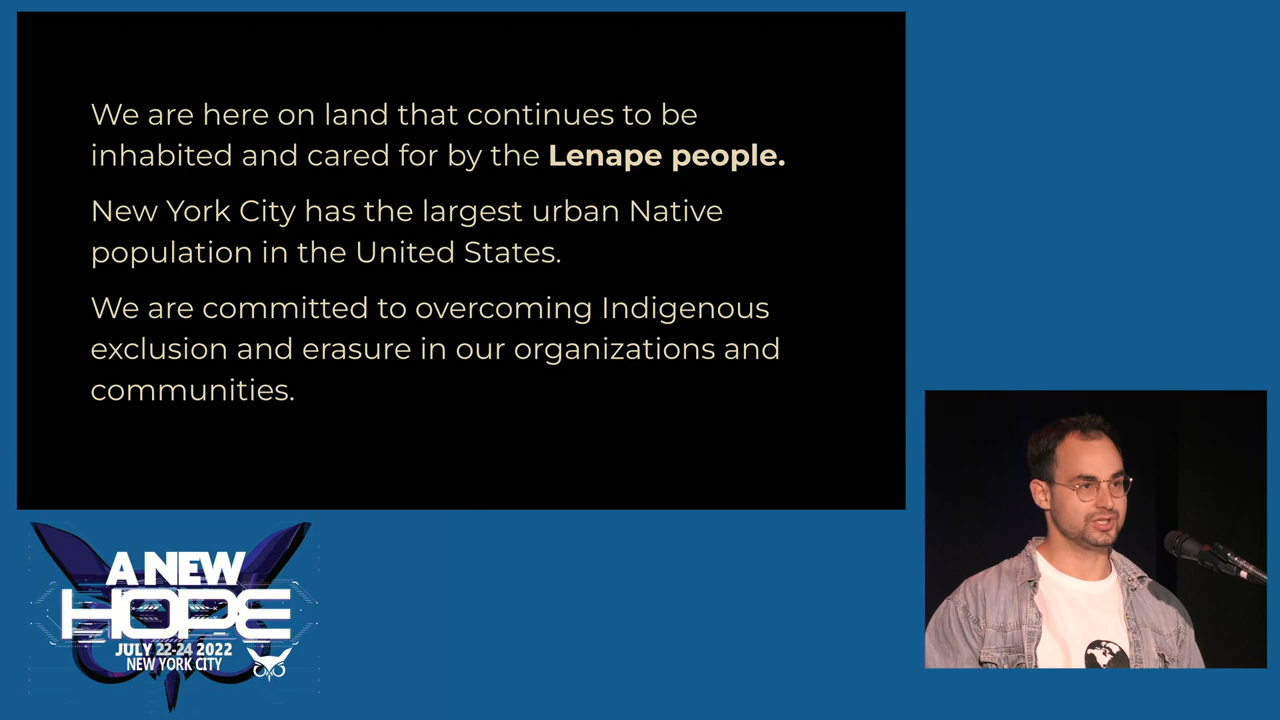 We are here on land that continues to be
inhabited and cared for by the Lenape people.
New York City has the largest urban Native
population in the United States.
We are committed to overcoming Indigenous
exclusion and erasure in our organizations and
communities.
A NEW
HOPE
JULY 22-24 2022
NEW YORK CITY